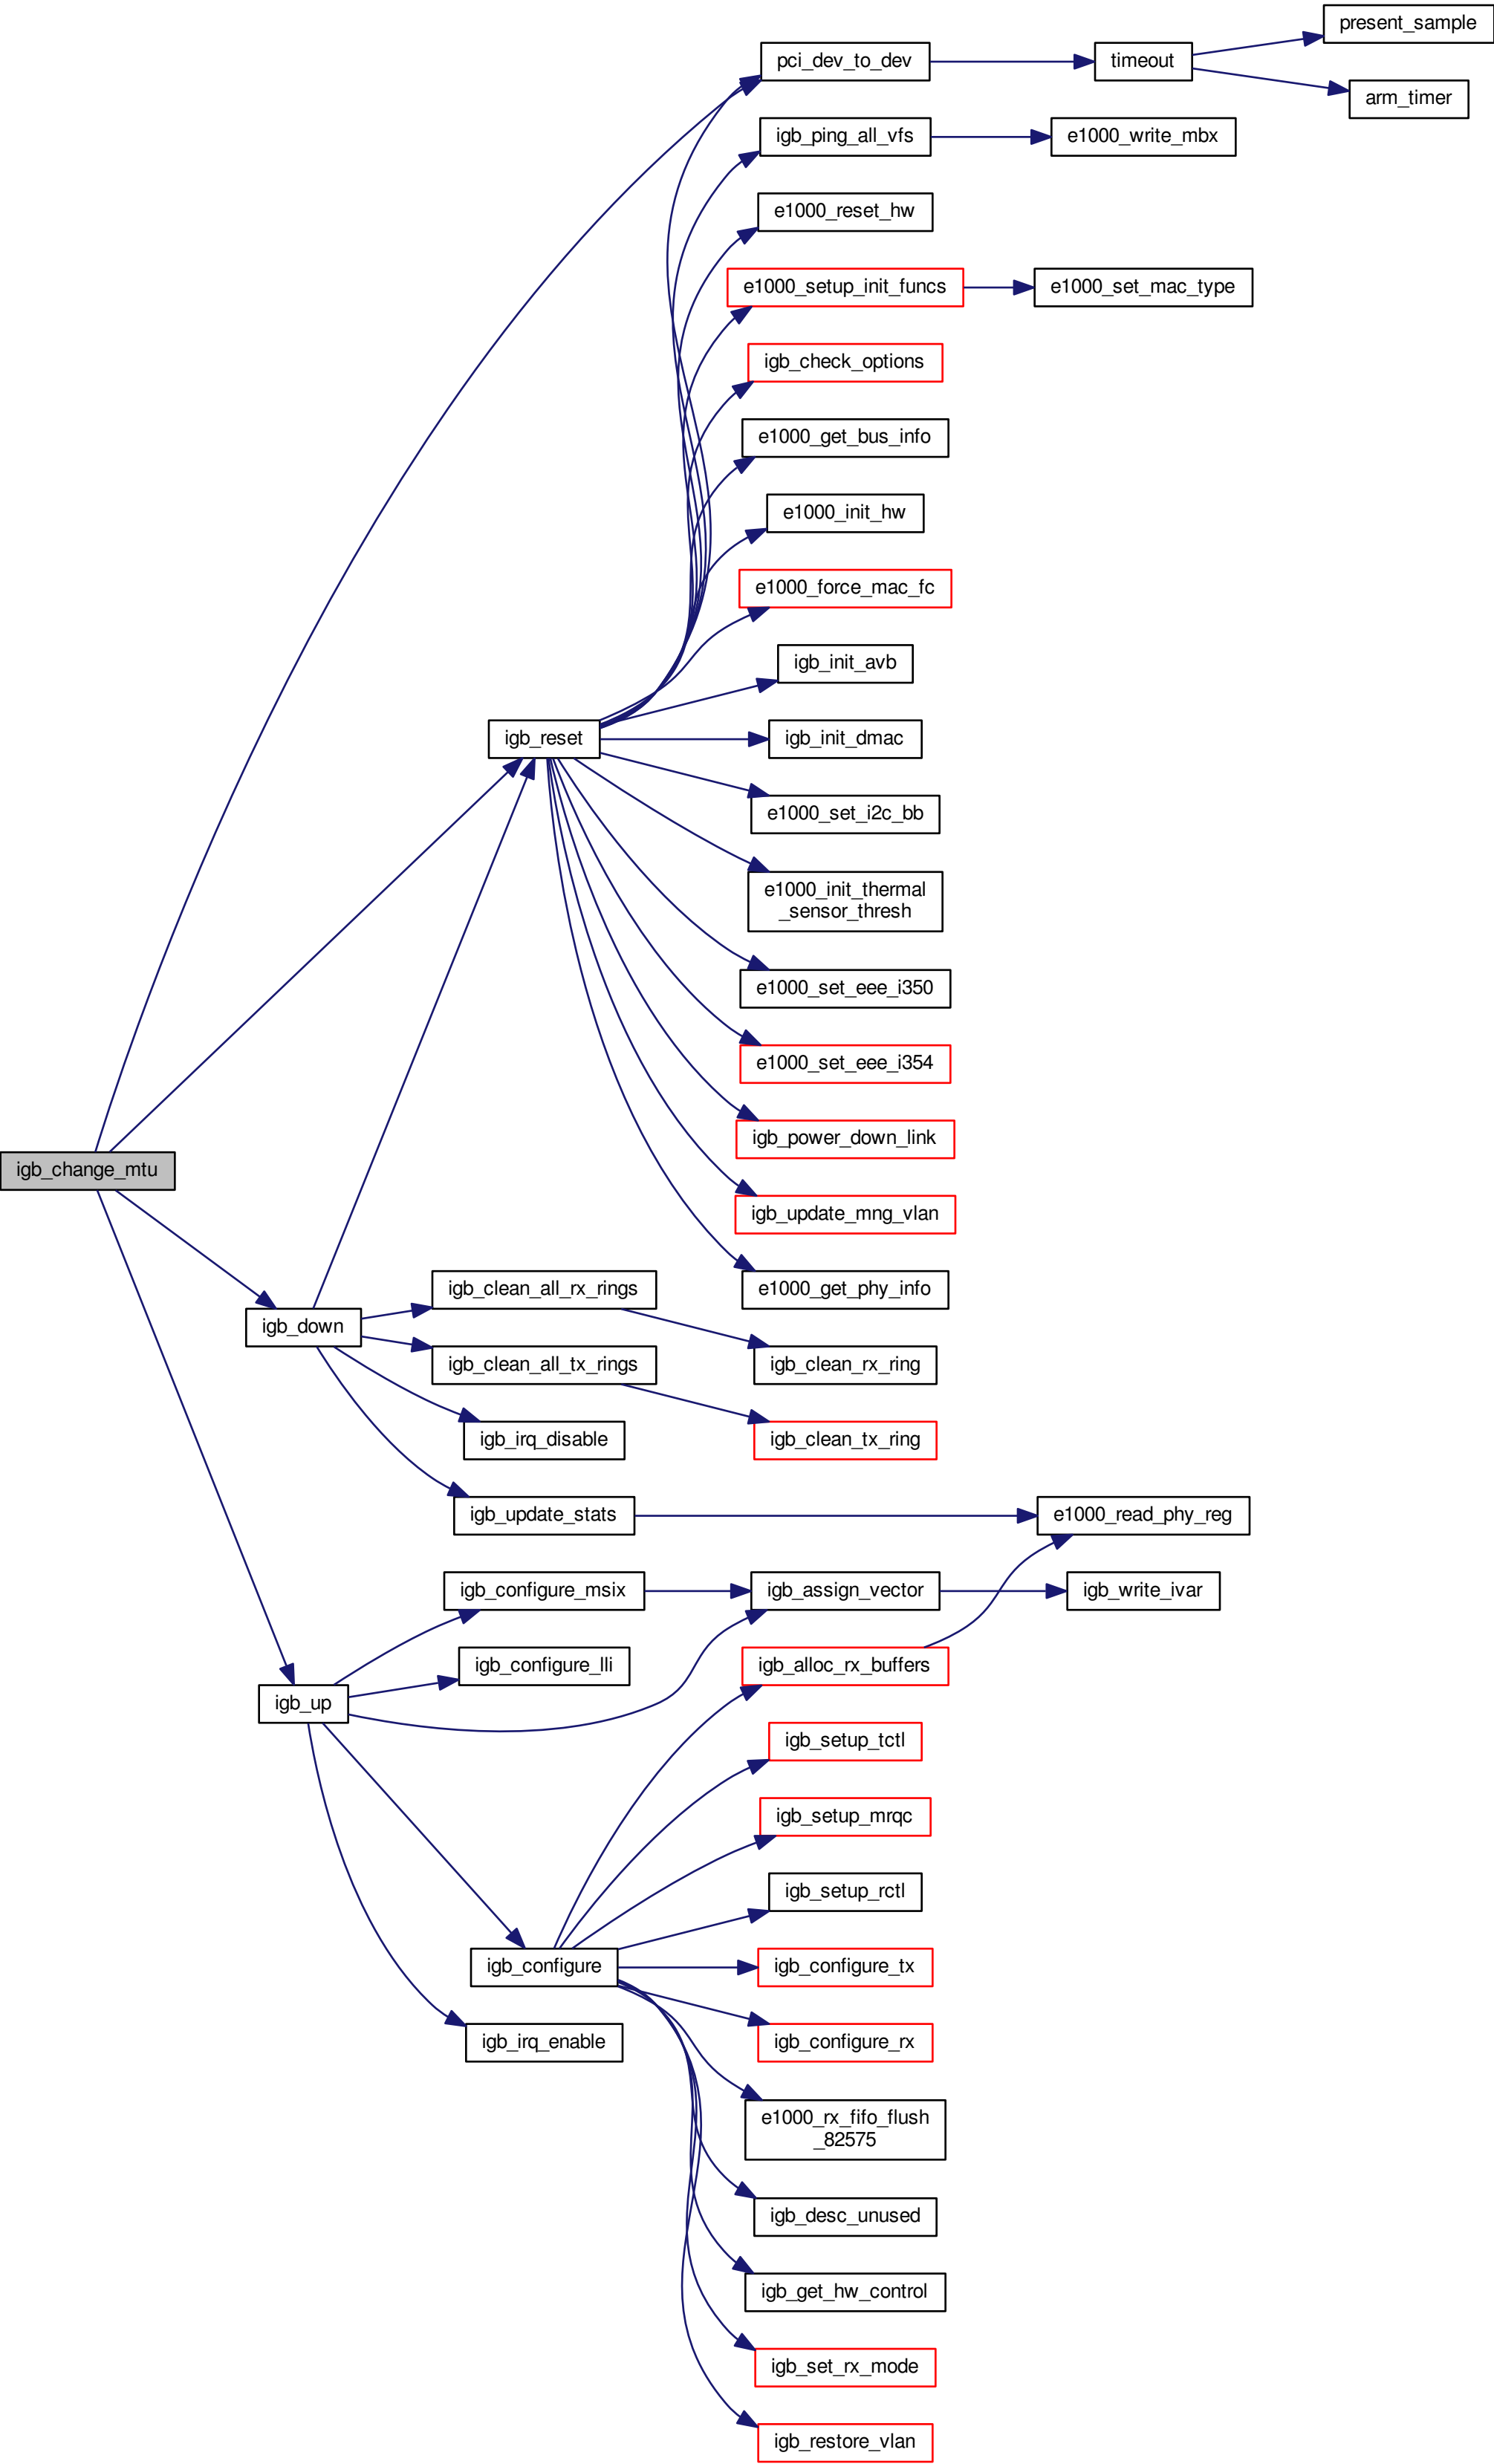 present_sample
pci_dev_to_dev
timeout
arm_timer
igb_ping_all_vfs
e1000_write_mbx
e1000_reset_hw
e1000_setup_init_funcs
e1000_set_mac_type
igb_check_options
e1000_get_bus_info
e1000_init_hw
e1000_force_mac_fc
igb_init_avb
igb_reset
igb_init_dmac
e1000_set_i2c_bb
e1000_init_thermal
_sensor_thresh
e1000_set_eee_i350
e1000_set_eee_i354
igb_power_down_link
igb_change_mtu
igb_update_mng_vlan
igb_clean_all_rx_rings
e1000_get_phy_info
igb_down
igb_clean_all_tx_rings
igb_clean_rx_ring
igb_irq_disable
igb_clean_tx_ring
igb_update_stats
e1000_read_phy_reg
igb_configure_msix
igb_assign_vector
igb_write_ivar
igb_configure_lli
igb_alloc_rx_buffers
igb_up
igb_setup_tctl
igb_setup_mrqc
igb_setup_rctl
igb_configure
igb_configure_tx
igb_irq_enable
igb_configure_rx
e1000_rx_fifo_flush
_82575
igb_desc_unused
igb_get_hw_control
igb_set_rx_mode
igb_restore_vlan